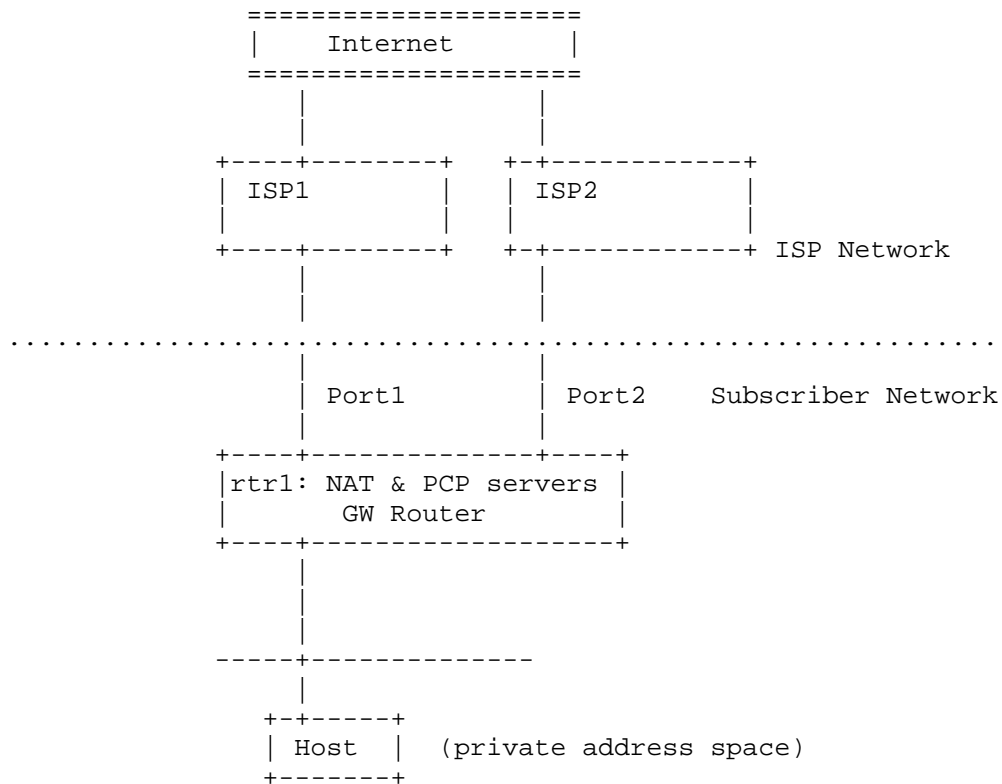 Internet
ISP1 ISP2
ISP Network
Port1 Port2 Subscriber Network
rtr1: NAT & PCP servers
GW Router
Host (private address space)